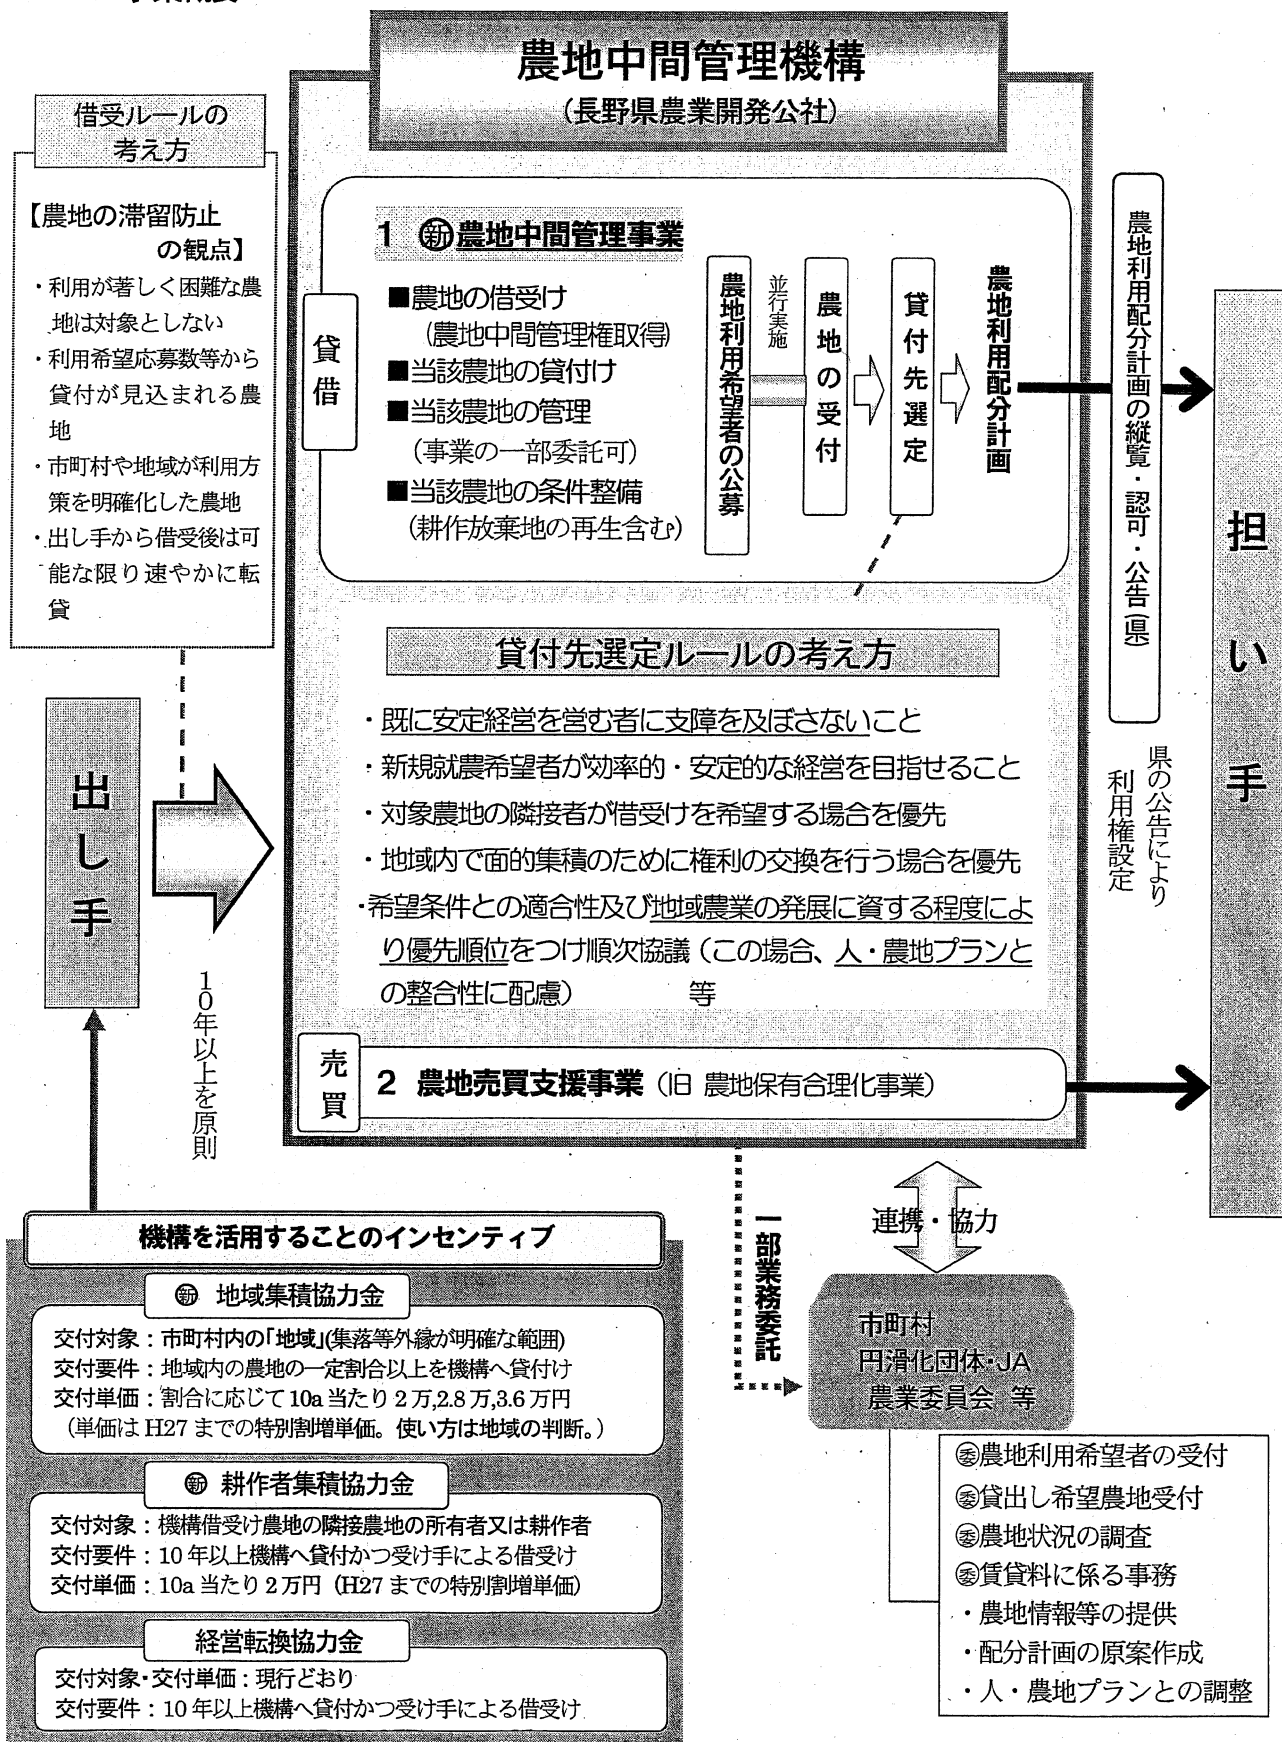 農地中間管理機構
（長野県農業開発公社）
借受ルールの
考え方
【農地の滞留防止
の観点】
・利用が著しく困難な農
地は対象としない
・利用希望応募数等から
貸付が見込まれる農
地
・市町村や地域が利用方
策を明確化した農地
・出し手から借受後は可
能な限り速やかに転
貸
貸借
1 ㊟農地中間管理事業
■農地の借受け
（農地中間管理権取得）
■当該農地の貸付け
■当該農地の管理
（事業の一部委託可）
■当該農地の条件整備
（耕作放棄地の再生含む）
農地利用希望者の公募
並行実施
農地の受付
貸付先選定
農地利用配分計画
農地利用配分計画の縦覧・認可・公告（県）
県の公告により
利用権設定
担い手
貸付先選定ルールの考え方
・既に安定経営を営む者に支障を及ぼさないこと
・新規就農希望者が効率的・安定的な経営を目指せること
・対象農地の隣接者が借受けを希望する場合を優先
・地域内で面的集積のために権利の交換を行う場合を優先
・希望条件との適合性及び地域農業の発展に資する程度によ
り優先順位をつけ順次協議（この場合、人・農地プランと
の整合性に配慮） 等
出し手
10年以上を原則
売買
2 農地売買支援事業（旧 農地保有合理化事業）
機構を活用することのインセンティブ
新 地域集積協力金
交付対象：市町村内の「地域」(集落等外縁が明確な範囲)
交付要件：地域内の農地の一定割合以上を機構へ貸付け
交付単価：割合に応じて10a当たり2万,2.8万,3.6万円
（単価はH27までの特別割増単価。使い方は地域の判断。）
新 耕作者集積協力金
交付対象：機構借受け農地の隣接農地の所有者又は耕作者
交付要件：10年以上機構へ貸付かつ受け手による借受け
交付単価：10a当たり2万円（H27までの特別割増単価）
経営転換協力金
交付対象・交付単価：現行どおり
交付要件：10年以上機構へ貸付かつ受け手による借受け
一部業務委託
連携・協力
市町村
円滑化団体・JA
農業委員会 等
委農地利用希望者の受付
委貸出し希望農地受付
委農地状況の調査
委賃貸料に係る事務
・農地情報等の提供
・配分計画の原案作成
・人・農地プランとの調整